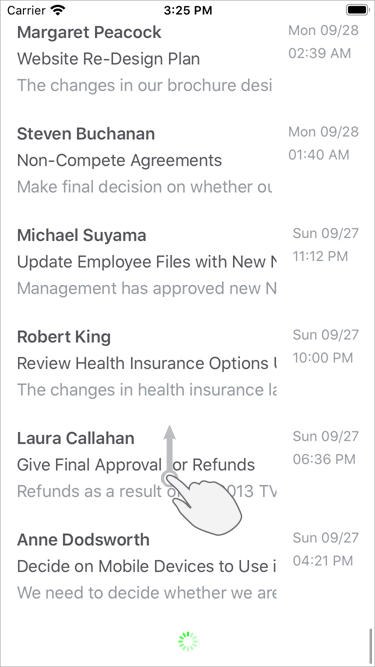 Carrier 3:25 PM
Margaret Peacock Mon 09/28
Website Re-Design Plan 02:39 AM
The changes in our brochure desi
Steven Buchanan Mon 09/28
Non-Compete Agreements 01:40 AM
Make final decision on whether ou
Michael Suyama Sun 09/27
Update Employee Files with New N 11:12 PM
Management has approved new N
Robert King Sun 09/27
Review Health Insurance Options U 10:00 PM
The changes in health insurance la
Laura Callahan Sun 09/27
Give Final Approval for Refunds 06:36 PM
Refunds as a result of 013 TV
Anne Dodsworth Sun 09/27
Decide on Mobile Devices to Use i 04:21 PM
We need to decide whether we are